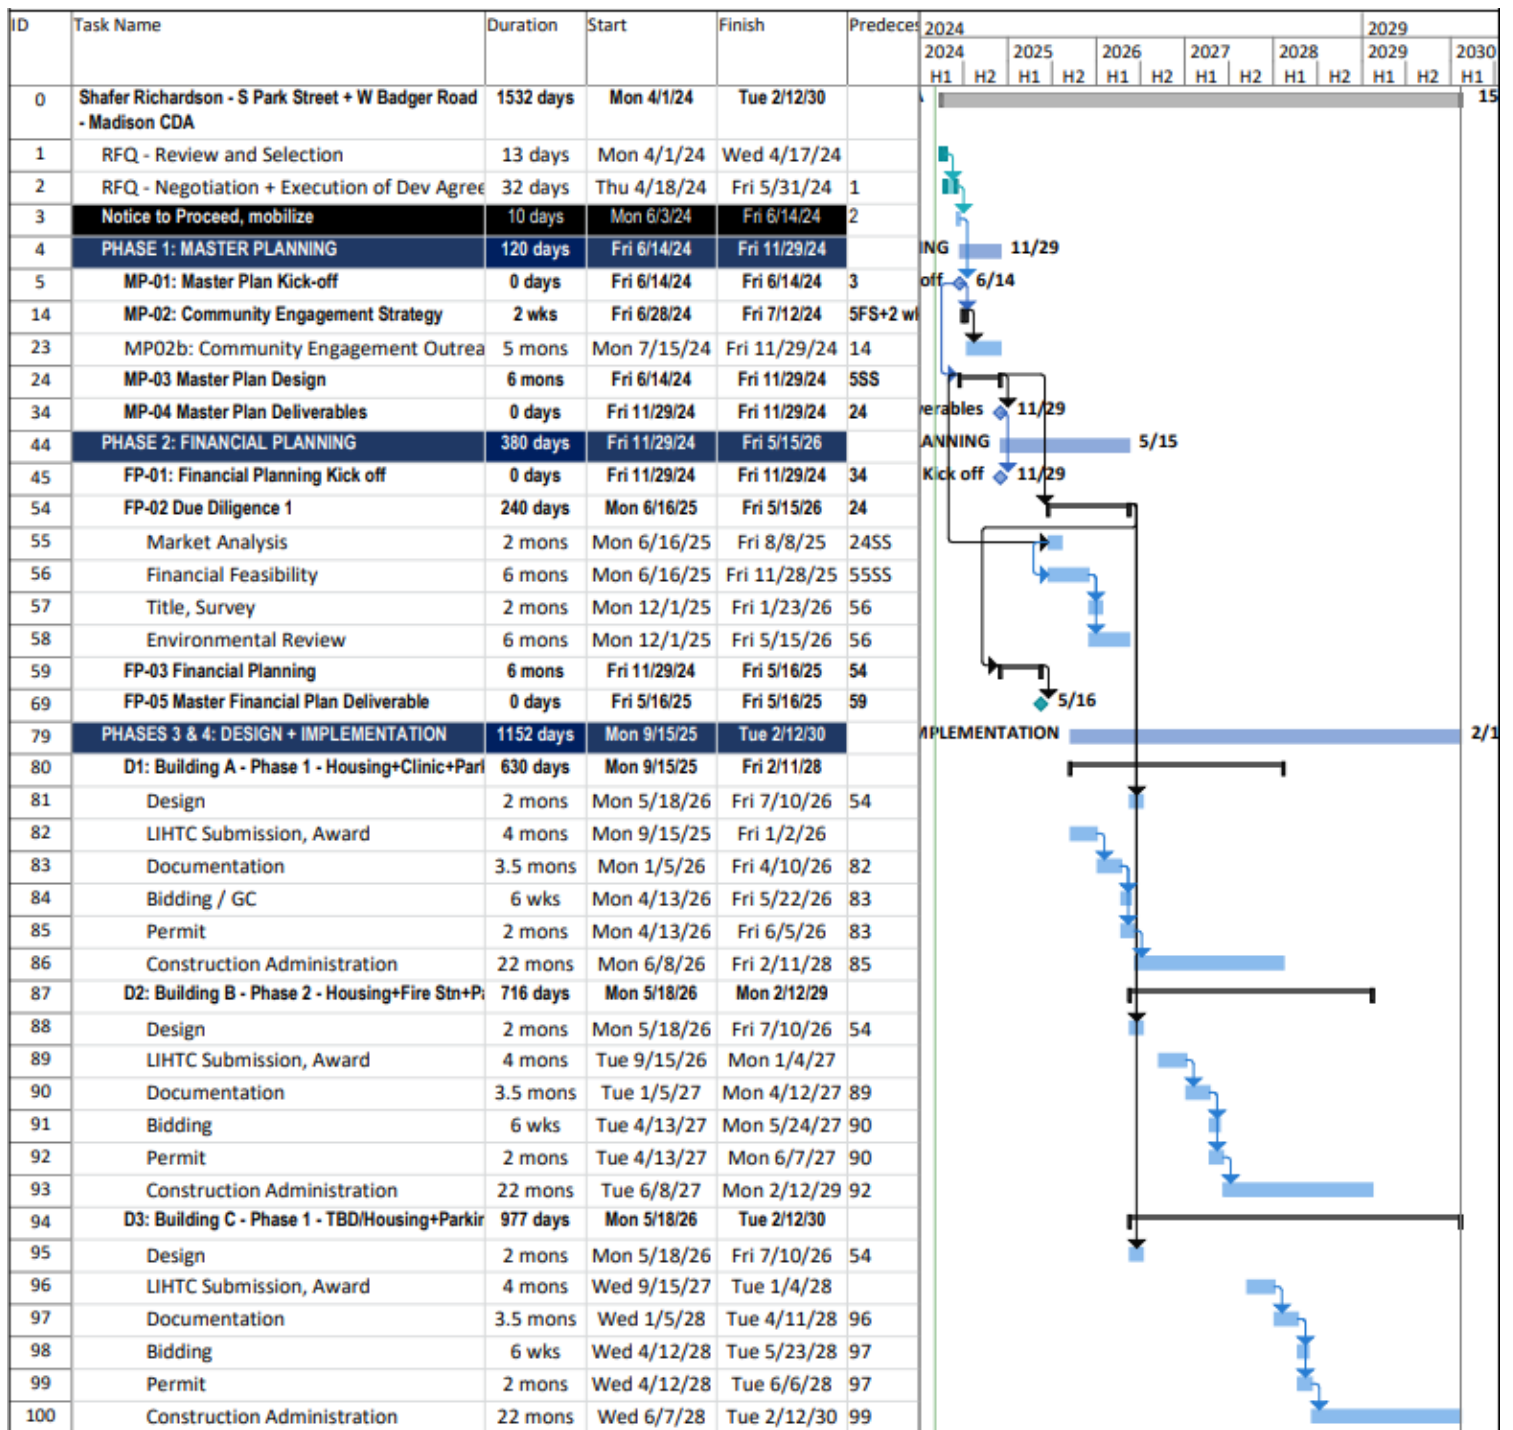 ID Task Name Duration Start Finish Predeces 2024 2029
2024 2025 2026 2027 2028 2029 2030
H1 H2 H1 H2 H1 H2 H1 H2 H1 H2 H1 H2 H1
0 Shafer Richardson - S Park Street + W Badger Road 1532 days Mon 4/1/24 Tue 2/12/30 15
- Madison CDA
1 RFQ - Review and Selection 13 days Mon 4/1/24 Wed 4/17/24
2 RFQ - Negotiation + Execution of Dev Agree 32 days Thu 4/18/24 Fri 5/31/24 1
3 Notice to Proceed, mobilize 10 days Mon 6/3/24 Fri 6/14/24 2
4 PHASE 1: MASTER PLANNING 120 days Fri 6/14/24 Fri 11/29/24 ING 11/29
5 MP-01: Master Plan Kick-off 0 days Fri 6/14/24 Fri 6/14/24 3 off 6/14
14 MP-02: Community Engagement Strategy 2 wks Fri 6/28/24 Fri 7/12/24 5FS+2 wl
23 MP02b: Community Engagement Outrea 5 mons Mon 7/15/24 Fri 11/29/24 14
24 MP-03 Master Plan Design 6 mons Fri 6/14/24 Fri 11/29/24 5SS
34 MP-04 Master Plan Deliverables 0 days Fri 11/29/24 Fri 11/29/24 24 erables 11/29
44 PHASE 2: FINANCIAL PLANNING 380 days Fri 11/29/24 Fri 5/15/26 ANNING 5/15
45 FP-01: Financial Planning Kick off 0 days Fri 11/29/24 Fri 11/29/24 34 Kick off 11/29
54 FP-02 Due Diligence 1 240 days Mon 6/16/25 Fri 5/15/26 24
55 Market Analysis 2 mons Mon 6/16/25 Fri 8/8/25 24SS
56 Financial Feasibility 6 mons Mon 6/16/25 Fri 11/28/25 55SS
57 Title, Survey 2 mons Mon 12/1/25 Fri 1/23/26 56
58 Environmental Review 6 mons Mon 12/1/25 Fri 5/15/26 56
59 FP-03 Financial Planning 6 mons Fri 11/29/24 Fri 5/16/25 54
69 FP-05 Master Financial Plan Deliverable 0 days Fri 5/16/25 Fri 5/16/25 59 5/16
79 PHASES 3 & 4: DESIGN + IMPLEMENTATION 1152 days Mon 9/15/25 Tue 2/12/30 MPLEMENTATION 2/1
80 D1: Building A - Phase 1 - Housing+Clinic+Parl 630 days Mon 9/15/25 Fri 2/11/28
81 Design 2 mons Mon 5/18/26 Fri 7/10/26 54
82 LIHTC Submission, Award 4 mons Mon 9/15/25 Fri 1/2/26
83 Documentation 3.5 mons Mon 1/5/26 Fri 4/10/26 82
84 Bidding / GC 6 wks Mon 4/13/26 Fri 5/22/26 83
85 Permit 2 mons Mon 4/13/26 Fri 6/5/26 83
86 Construction Administration 22 mons Mon 6/8/26 Fri 2/11/28 85
87 D2: Building B - Phase 2 - Housing+Fire Stn+Pa 716 days Mon 5/18/26 Mon 2/12/29
88 Design 2 mons Mon 5/18/26 Fri 7/10/26 54
89 LIHTC Submission, Award 4 mons Tue 9/15/26 Mon 1/4/27
90 Documentation 3.5 mons Tue 1/5/27 Mon 4/12/27 89
91 Bidding 6 wks Tue 4/13/27 Mon 5/24/27 90
92 Permit 2 mons Tue 4/13/27 Mon 6/7/27 90
93 Construction Administration 22 mons Tue 6/8/27 Mon 2/12/29 92
94 D3: Building C - Phase 1 - TBD/Housing+Parkir 977 days Mon 5/18/26 Tue 2/12/30
95 Design 2 mons Mon 5/18/26 Fri 7/10/26 54
96 LIHTC Submission, Award 4 mons Wed 9/15/27 Tue 1/4/28
97 Documentation 3.5 mons Wed 1/5/28 Tue 4/11/28 96
98 Bidding 6 wks Wed 4/12/28 Tue 5/23/28 97
99 Permit 2 mons Wed 4/12/28 Tue 6/6/28 97
100 Construction Administration 22 mons Wed 6/7/28 Tue 2/12/30 99